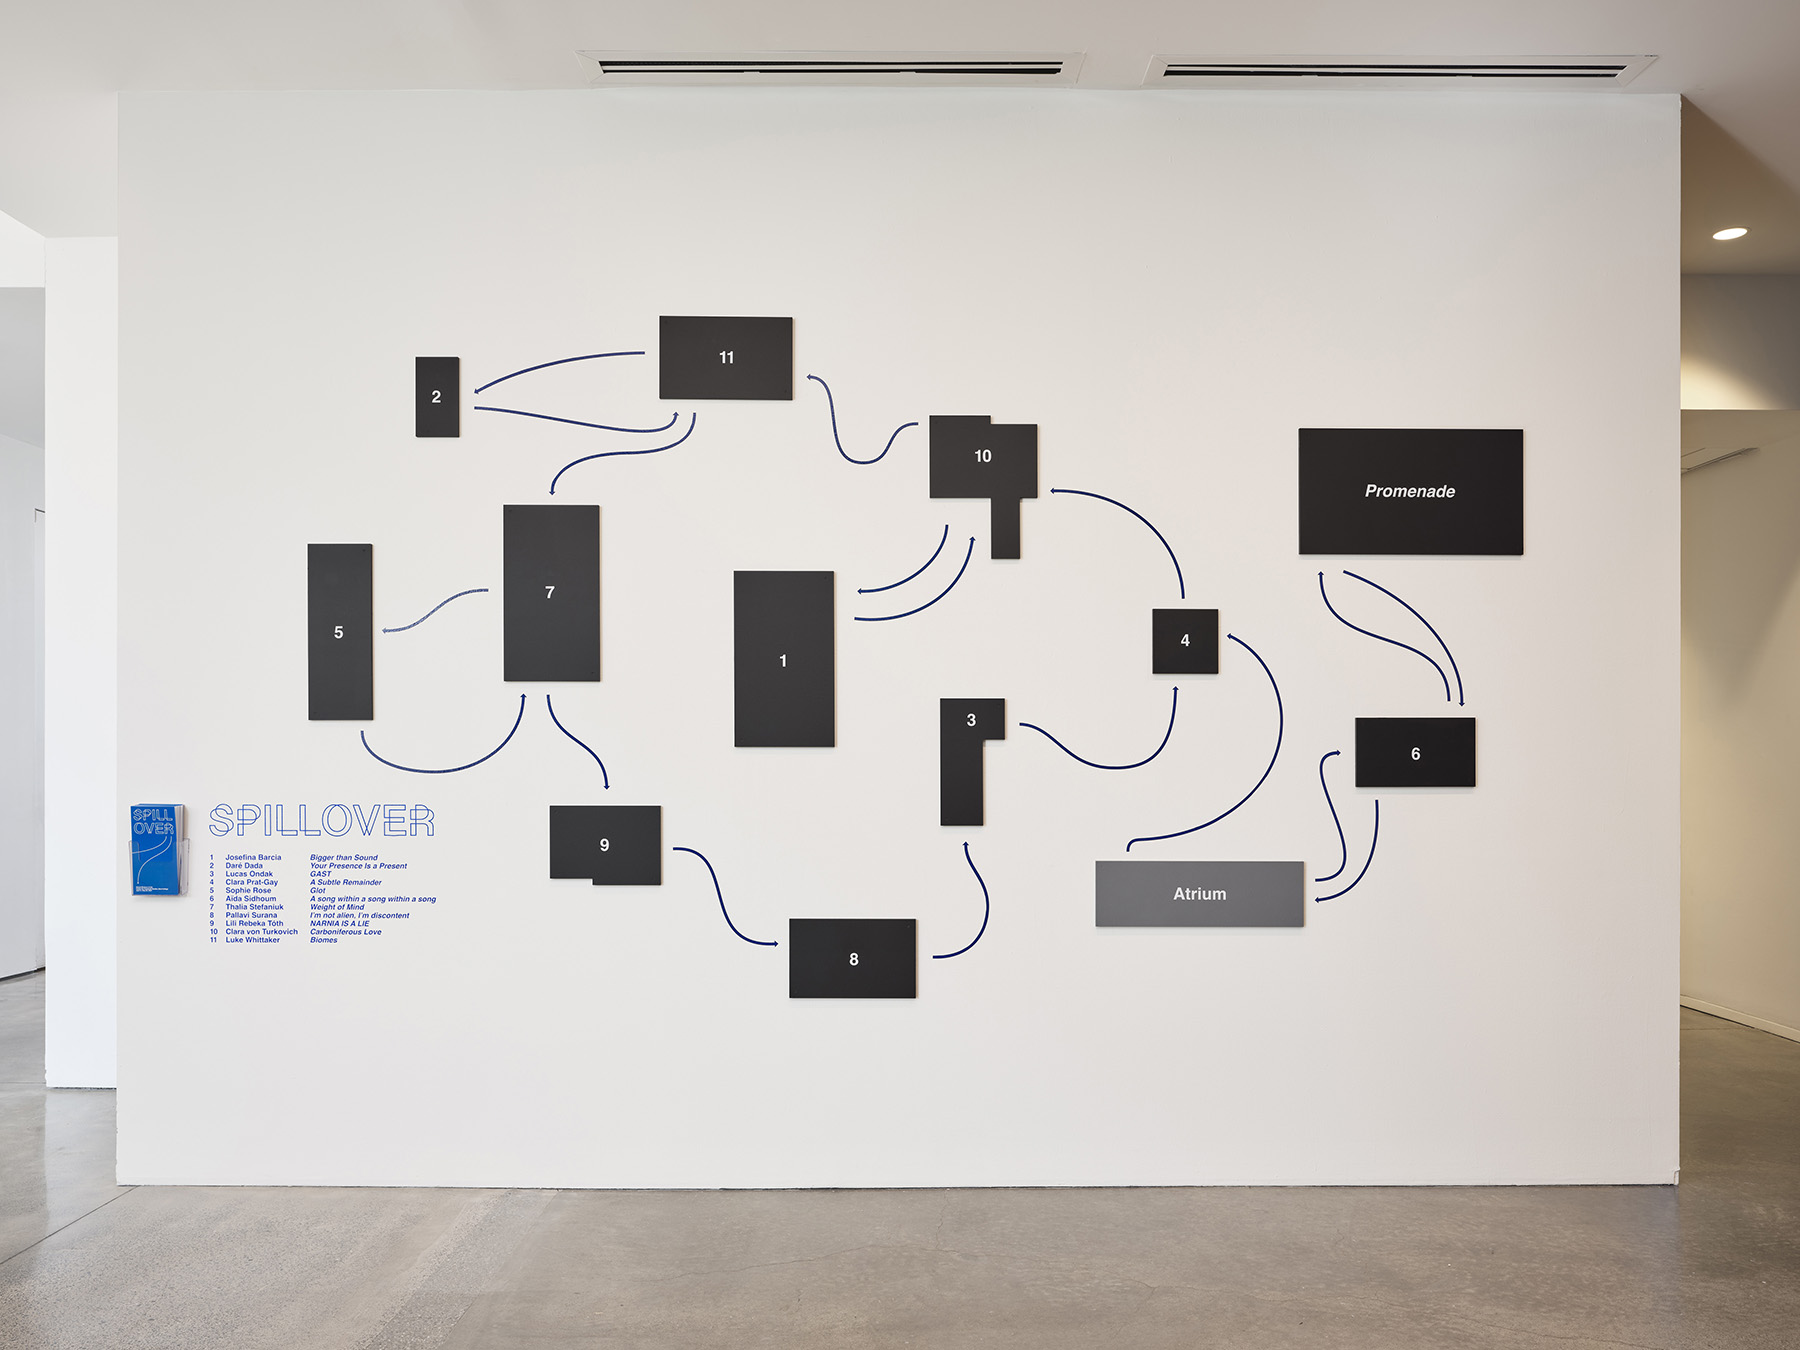 11
2
10
Promenade
7
5
1
4
3
6
9
Atrium
8
SPILL
OVER
SPILLOVER
1 Josefina Barcia Bigger than Sound
2 Daré Dada Your Presence Is a Present
3 Lucas Ondak GAST
4 Clara Prat-Gay A Subtle Remainder
5 Sophie Rose Glot
6 Aïda Sidhoum A song within a song within a song
7 Thalia Stefaniuk Weight of Mind
8 Pallavi Surana I'm not alien, I'm discontent
9 Lili Rebeka Tóth NARNIA IS A LIE
10 Clara von Turkovich Carboniferous Love
11 Luke Whittaker Biomes